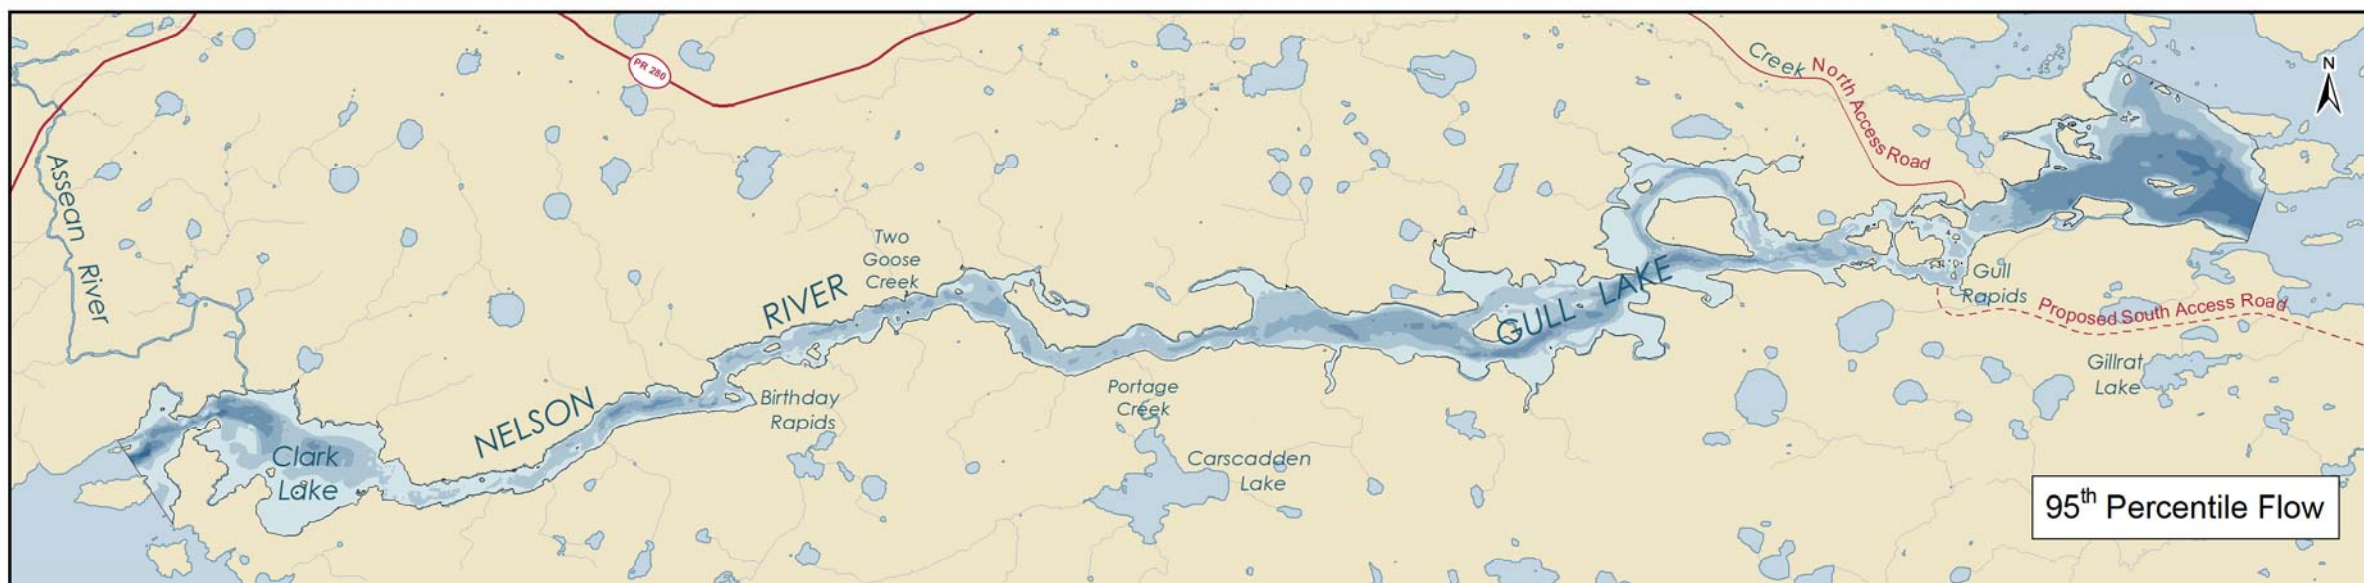 PR 280
Creek
North Access Road
N
Assean
River
Two
Goose
Creek
RIVER
NELSON
Birthday
Rapids
Clark
Lake
Portage
Creek
Carscadden
Lake
GULL LAKE
Gull
Rapids
Proposed South Access Road
Gillrat
Lake
95th Percentile Flow